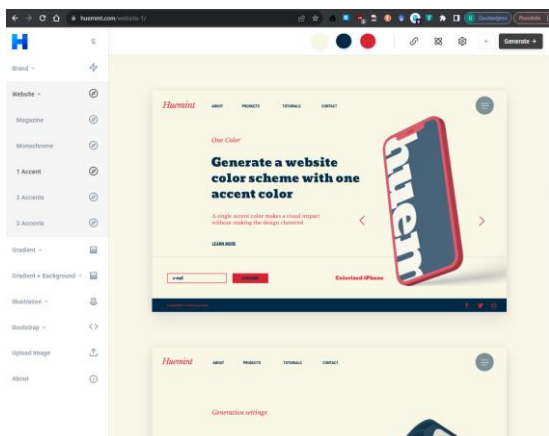 huemint.com/website-1/
Zaustavljeno
Generate →
Brand
Website
Magazine
Monochrome
1 Accent
2 Accents
3 Accents
Gradient
Gradient + Background
Illustration
Bootstrap
Upload Image
About
Huemint
ABOUT
PRODUCTS
TUTORIALS
CONTACT
One Color
Generate a website
color scheme with one
accent color
A single accent color makes a visual impact
without making the design cluttered
LEARN MORE
huem
e-mail
Colorized iPhone
Huemint
ABOUT
PRODUCTS
TUTORIALS
CONTACT
Generation settings